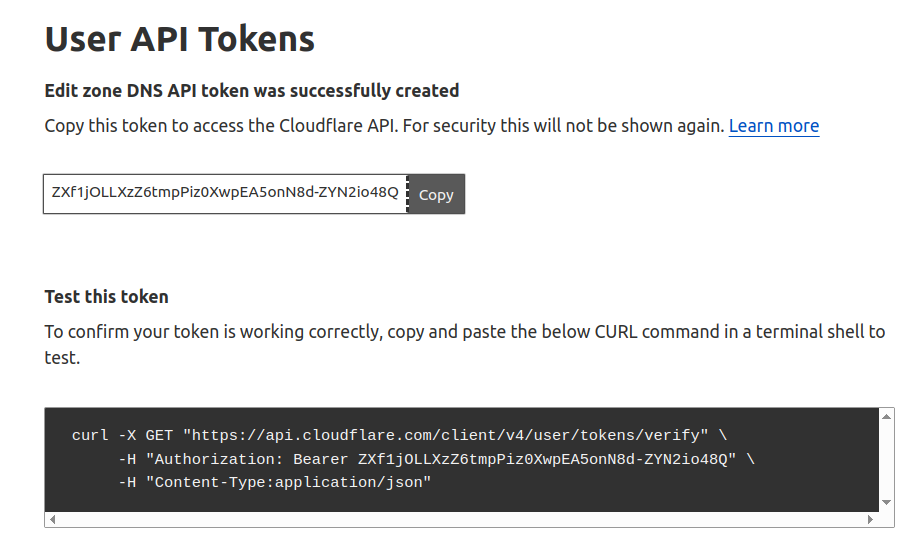 User API Tokens
Edit zone DNS API token was successfully created
Copy this token to access the Cloudflare API. For security this will not be shown again. Learn more
ZXf1jOLLXzZ6tmpPiz0XwpEA5onN8d-ZYN2io48Q
Copy
Test this token
To confirm your token is working correctly, copy and paste the below CURL command in a terminal shell to
test.
curl -X GET "https://api.cloudflare.com/client/v4/user/tokens/verify" \
-H "Authorization: Bearer ZXf1jOLLXzZ6tmpPiz0XwpEA5onN8d-ZYN2io48Q" \
-H "Content-Type:application/json"